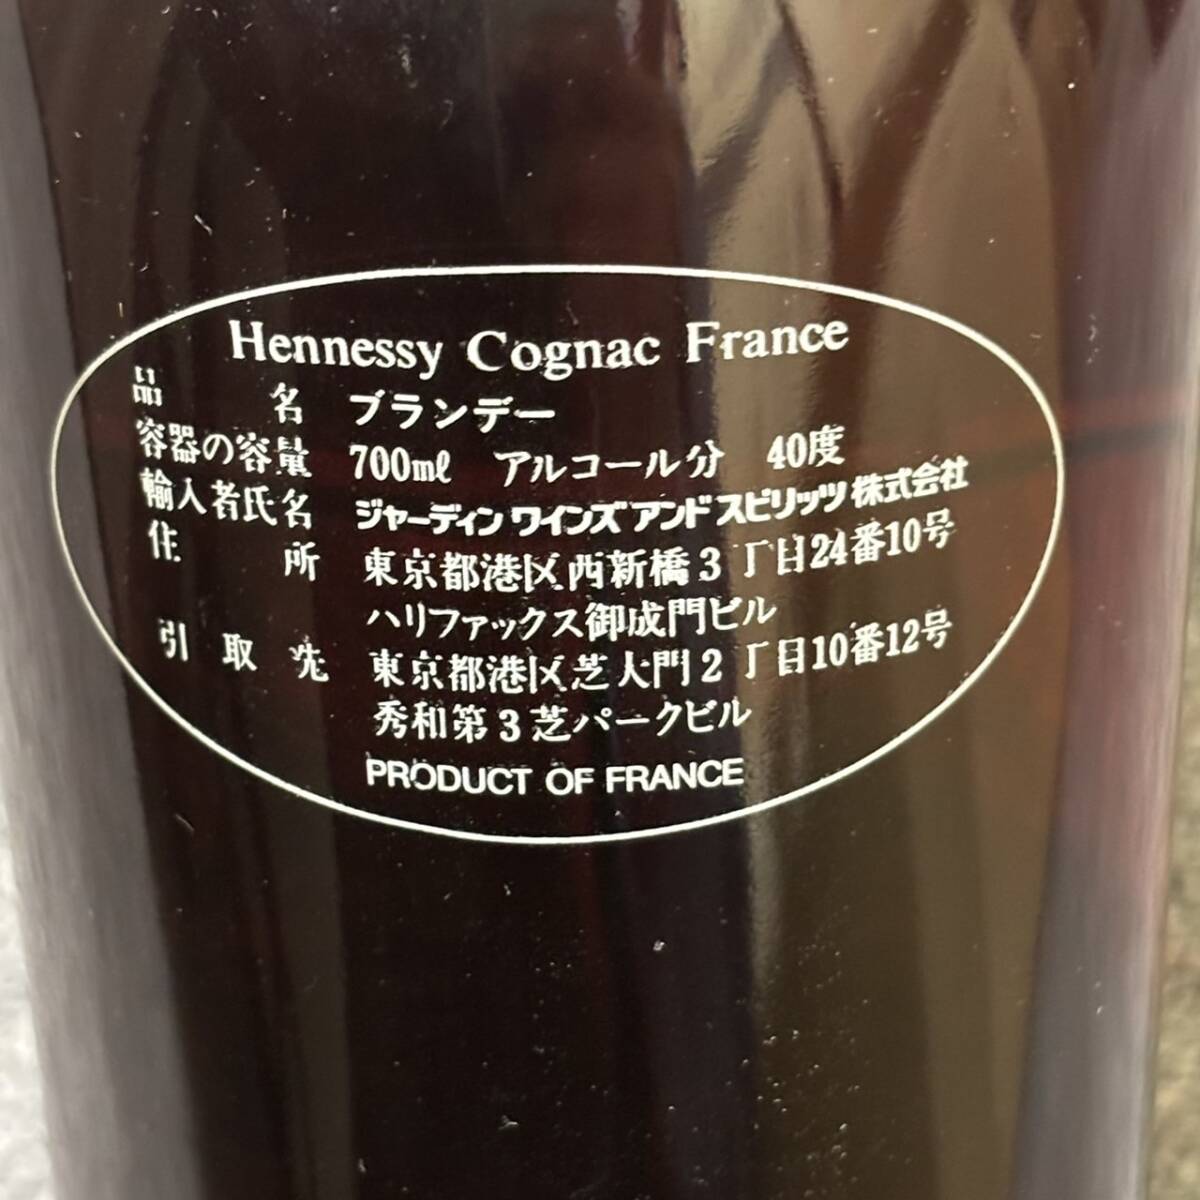 Hennessy Cognac France
品名 ブランデー
容器の容量 700mℓ アルコール分 40度
輸入者氏名 ジャーディン ワインズ アンド スピリッツ 株式会社
住所 東京都港区西新橋3丁目24番10号
ハリファックス御成門ビル
引取先 東京都港区芝大門2丁目10番12号
秀和第3芝パークビル
PRODUCT OF FRANCE